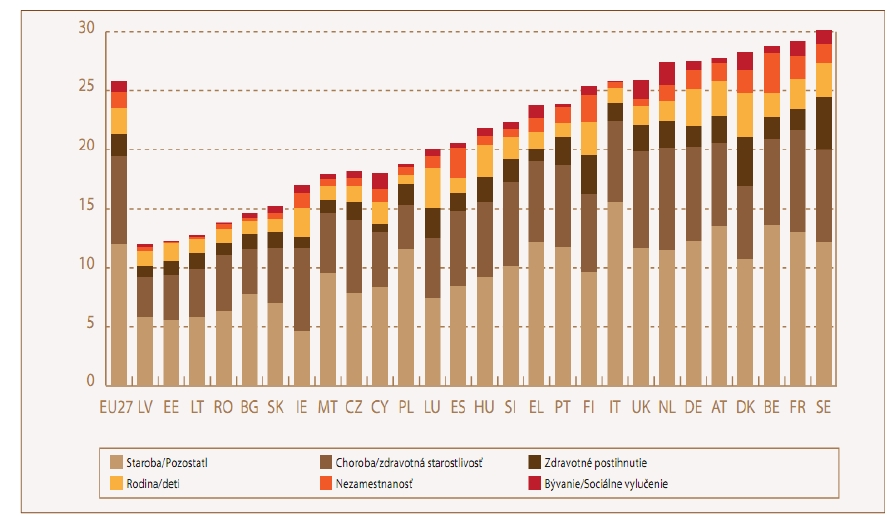 30
25
20
15
10
5
0
EU27 LV EE LT RO BG SK IE MT CZ CY PL LU ES HU SI EL PT FI IT UK NL DE AT DK BE FR SE
Staroba/Pozostatl Choroba/zdravotná starostlivosť Zdravotné postihnutie
Rodina/deti Nezamestnanosť Bývanie/Sociálne vylučenie